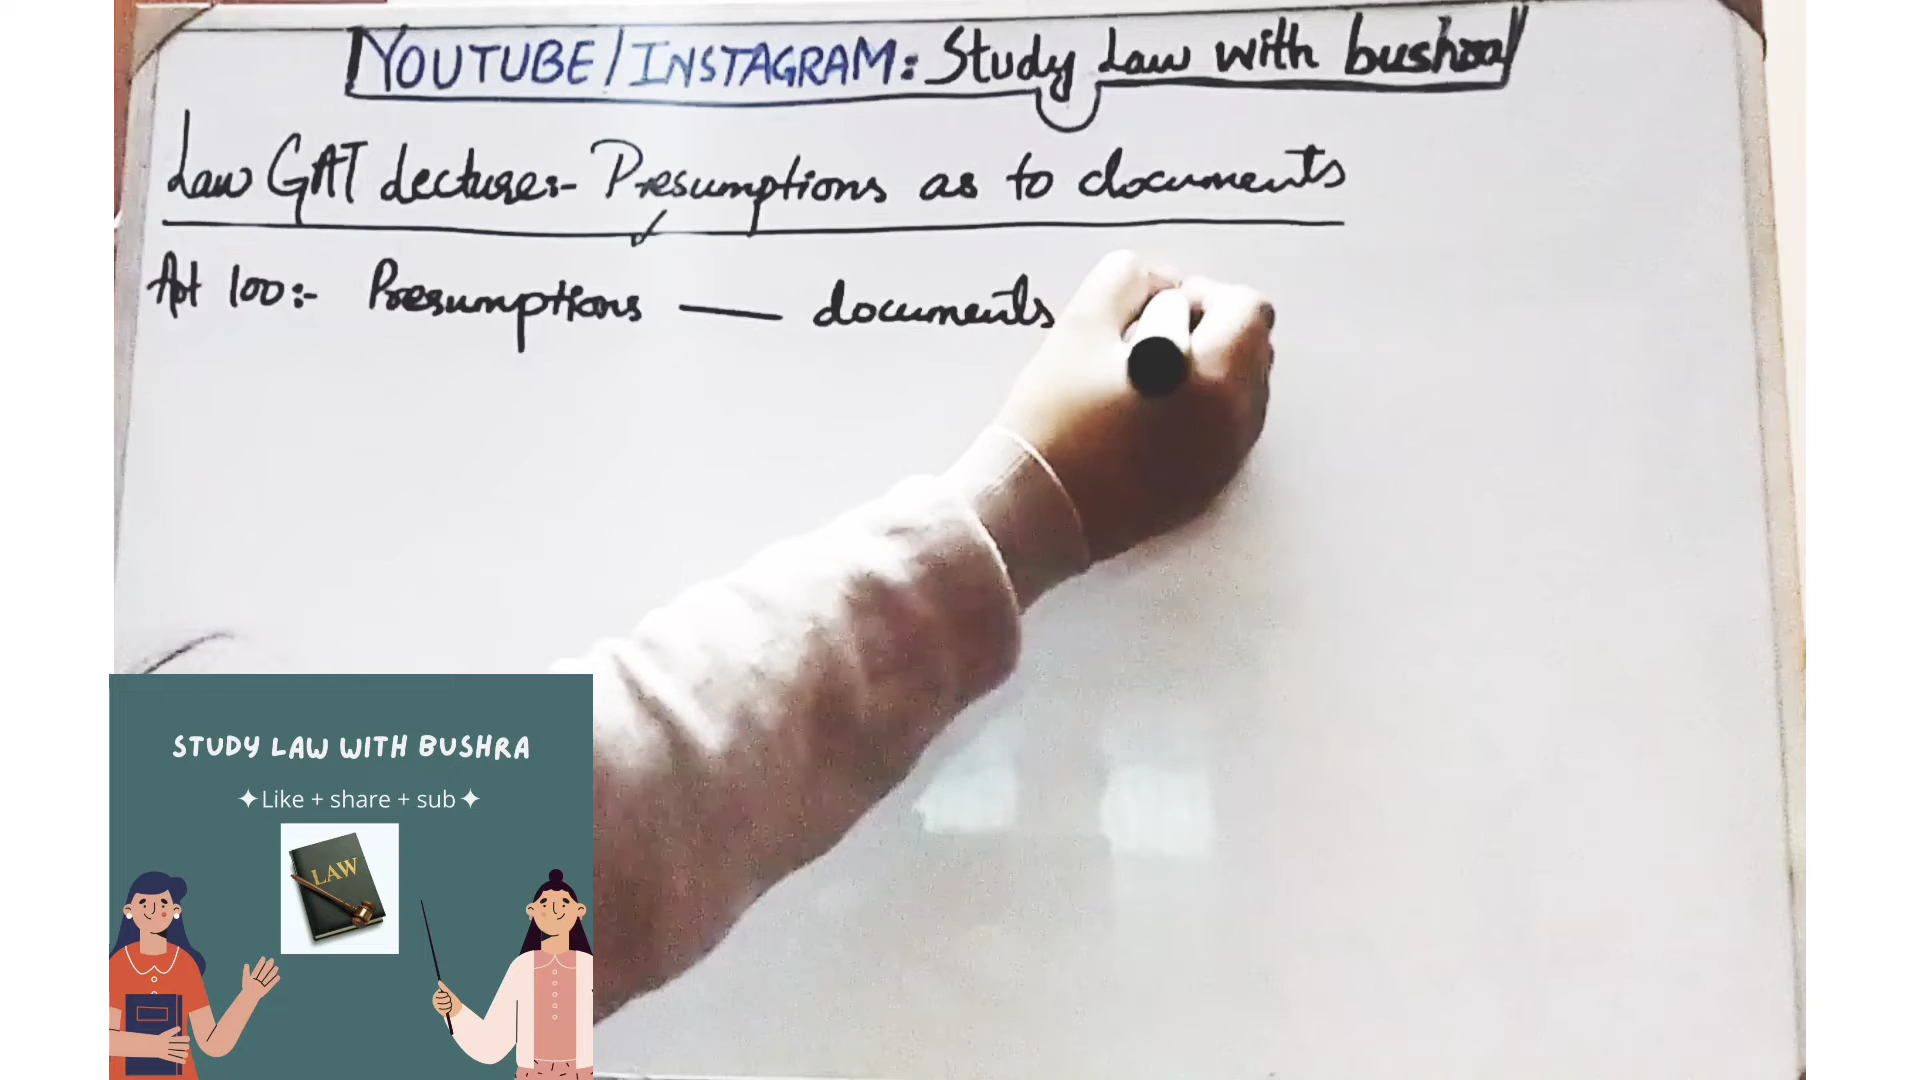 YOUTUBE/INSTAGRAM: Study Law with bushra
Law GAT Lecture:- Presumptions as to documents
Art 100:- Presumptions — documents
STUDY LAW WITH BUSHRA
✦Like + share + sub✦
LAW